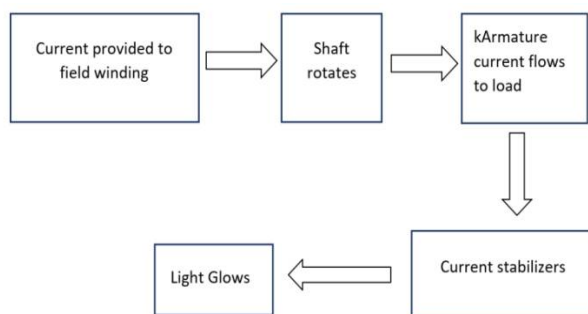 Current provided to
field winding
Shaft
rotates
kArmature
current flows
to load
Current stabilizers
Light Glows